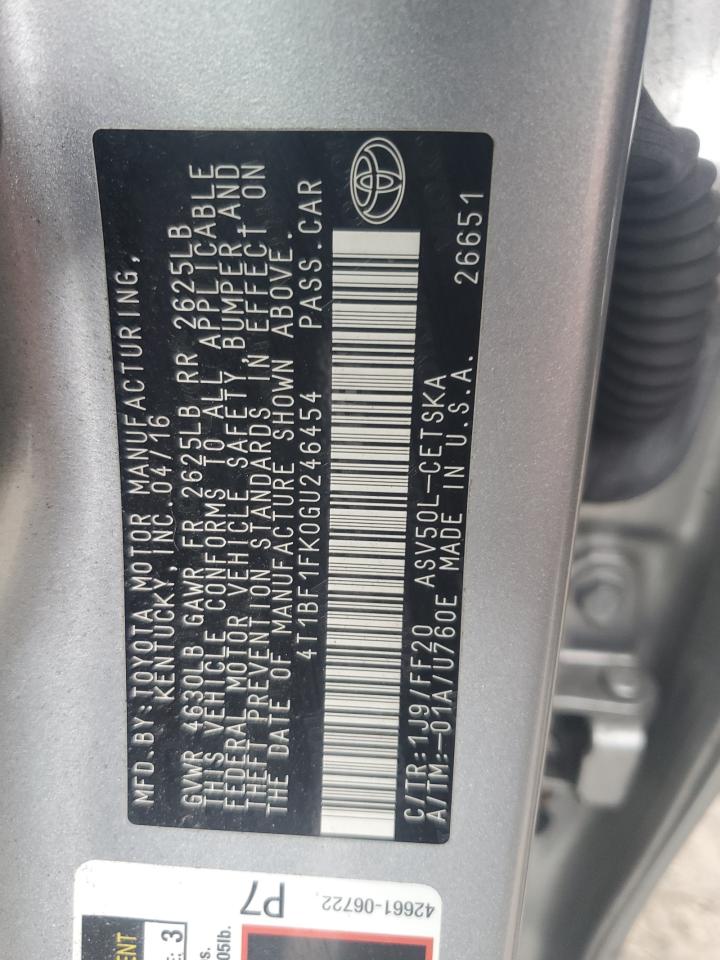 MFD.BY:TOYOTA MOTOR MANUFACTURING,
KENTUCKY,INC.04/16
GVWR 4630LB GAWR FR 2625LB RR 2625LB
THIS VEHICLE CONFORMS TO ALL APPLICABLE
FEDERAL MOTOR VEHICLE SAFETY,BUMPER,AND
THEFT PREVENTION STANDARDS IN EFFECT ON
THE DATE OF MANUFACTURE SHOWN ABOVE.
4T1BF1FK0GU246454 PASS.CAR
C/TR:1J9/FF20 ASV50L-CETSKA
A/TM:-01A/U760E MADE IN U.S.A. 26651
3
05lb.
P7
42661-06722